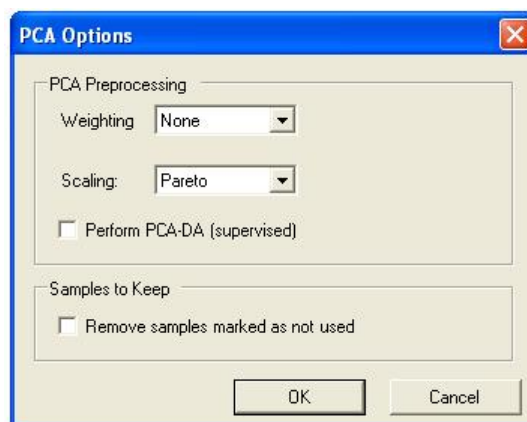 PCA Options
PCA Preprocessing
Weighting None
Scaling: Pareto
Perform PCA-DA (supervised)
Samples to Keep
Remove samples marked as not used
OK Cancel